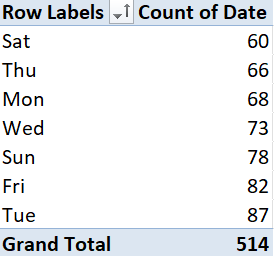 Row Labels Count of Date
Sat 60
Thu 66
Mon 68
Wed 73
Sun 78
Fri 82
Tue 87
Grand Total 514